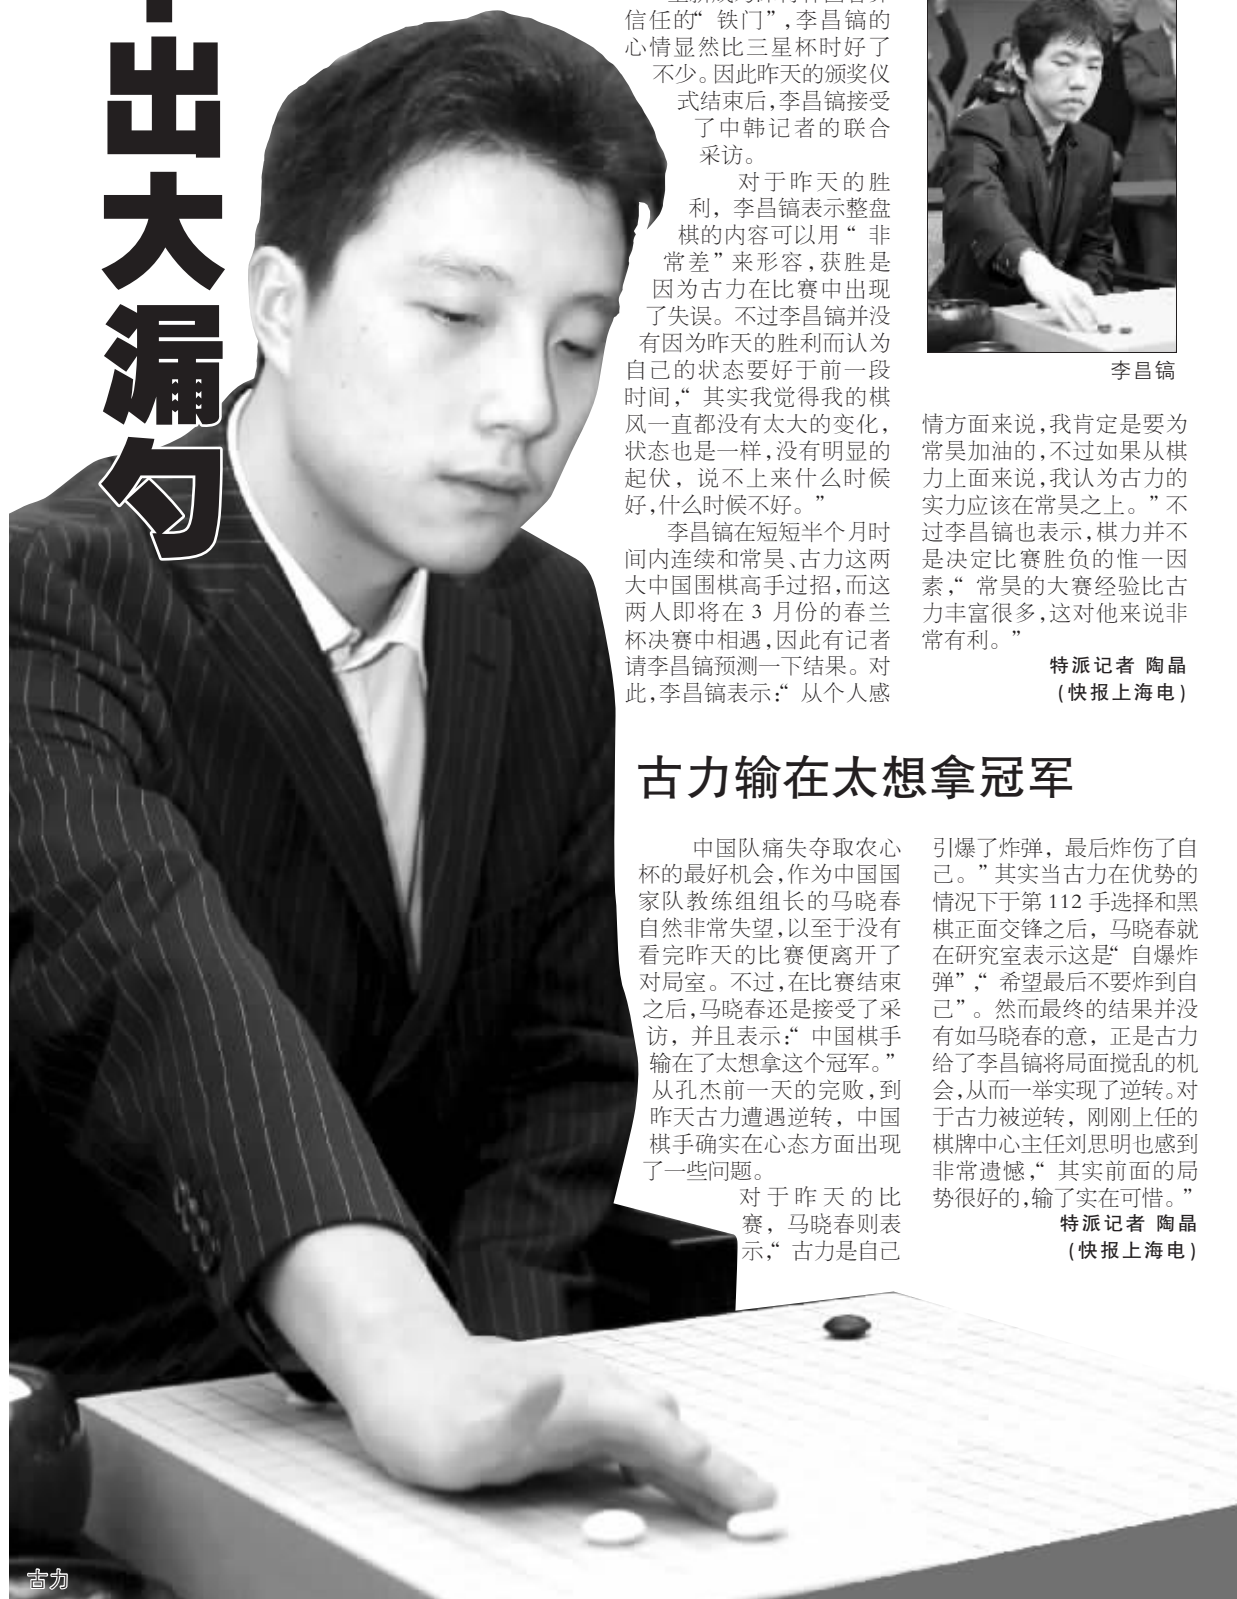 出大漏勺
信任的“铁门”,李昌镐的
心情显然比三星杯时好了
不少。因此昨天的颁奖仪
式结束后,李昌镐接受
了中韩记者的联合
采访。
对于昨天的胜
利，李昌镐表示整盘
棋的内容可以用“非
常差”来形容,获胜是
因为古力在比赛中出现
了失误。不过李昌镐并没
有因为昨天的胜利而认为
自己的状态要好于前一段
时间,“其实我觉得我的棋
风一直都没有太大的变化,
状态也是一样,没有明显的
起伏，说不上来什么时候
好,什么时候不好。”
李昌镐在短短半个月时
间内连续和常昊、古力这两
大中国围棋高手过招,而这
两人即将在 3 月份的春兰
杯决赛中相遇,因此有记者
请李昌镐预测一下结果。对
此,李昌镐表示:“从个人感
李昌镐
情方面来说,我肯定是要为
常昊加油的,不过如果从棋
力上面来说,我认为古力的
实力应该在常昊之上。”不
过李昌镐也表示,棋力并不
是决定比赛胜负的惟一因
素,“常昊的大赛经验比古
力丰富很多,这对他来说非
常有利。”
特派记者 陶晶
(快报上海电)
古力输在太想拿冠军
中国队痛失夺取农心
杯的最好机会,作为中国国
家队教练组组长的马晓春
自然非常失望,以至于没有
看完昨天的比赛便离开了
对局室。不过,在比赛结束
之后,马晓春还是接受了采
访，并且表示:“中国棋手
输在了太想拿这个冠军。”
从孔杰前一天的完败,到
昨天古力遭遇逆转，中国
棋手确实在心态方面出现
了一些问题。
对于昨天的比
赛，马晓春则表
示,“古力是自己
引爆了炸弹，最后炸伤了自
己。”其实当古力在优势的
情况下于第 112 手选择和黑
棋正面交锋之后，马晓春就
在研究室表示这是“自爆炸
弹”,“希望最后不要炸到自
己”。然而最终的结果并没
有如马晓春的意，正是古力
给了李昌镐将局面搅乱的机
会,从而一举实现了逆转。对
于古力被逆转，刚刚上任的
棋牌中心主任刘思明也感到
非常遗憾,“其实前面的局
势很好的,输了实在可惜。”
特派记者 陶晶
(快报上海电)
古力